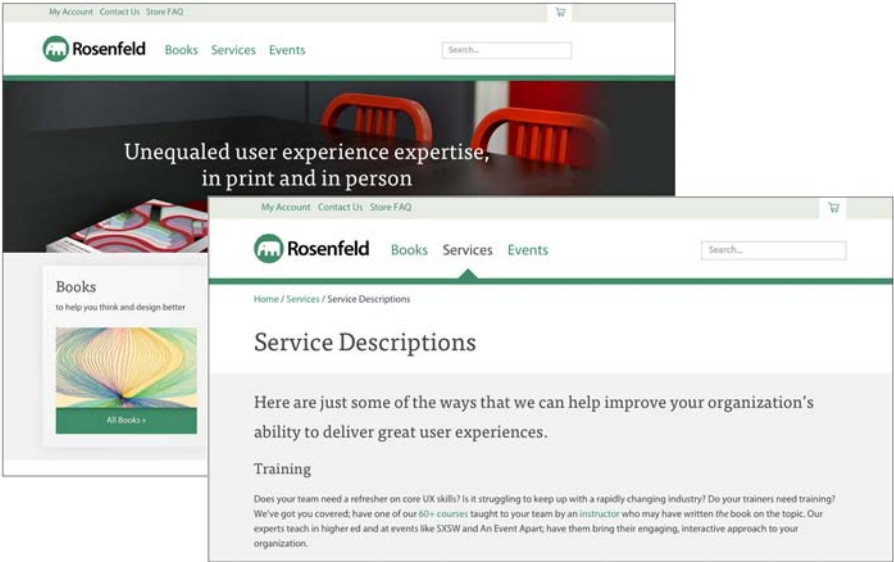 My Account Contact Us Store FAQ
Rosenfeld Books Services Events Search...
Unequaled user experience expertise,
in print and in person
Books
to help you think and design better
All Books »
My Account Contact Us Store FAQ
Rosenfeld Books Services Events Search...
Home / Services / Service Descriptions
Service Descriptions
Here are just some of the ways that we can help improve your organization's
ability to deliver great user experiences.
Training
Does your team need a refresher on core UX skills? Is it struggling to keep up with a rapidly changing industry? Do your trainers need training?
We've got you covered; have one of our 60+ courses taught to your team by an instructor who may have written the book on the topic. Our
experts teach in higher ed and at events like SXSW and An Event Apart; have them bring their engaging, interactive approach to your
organization.